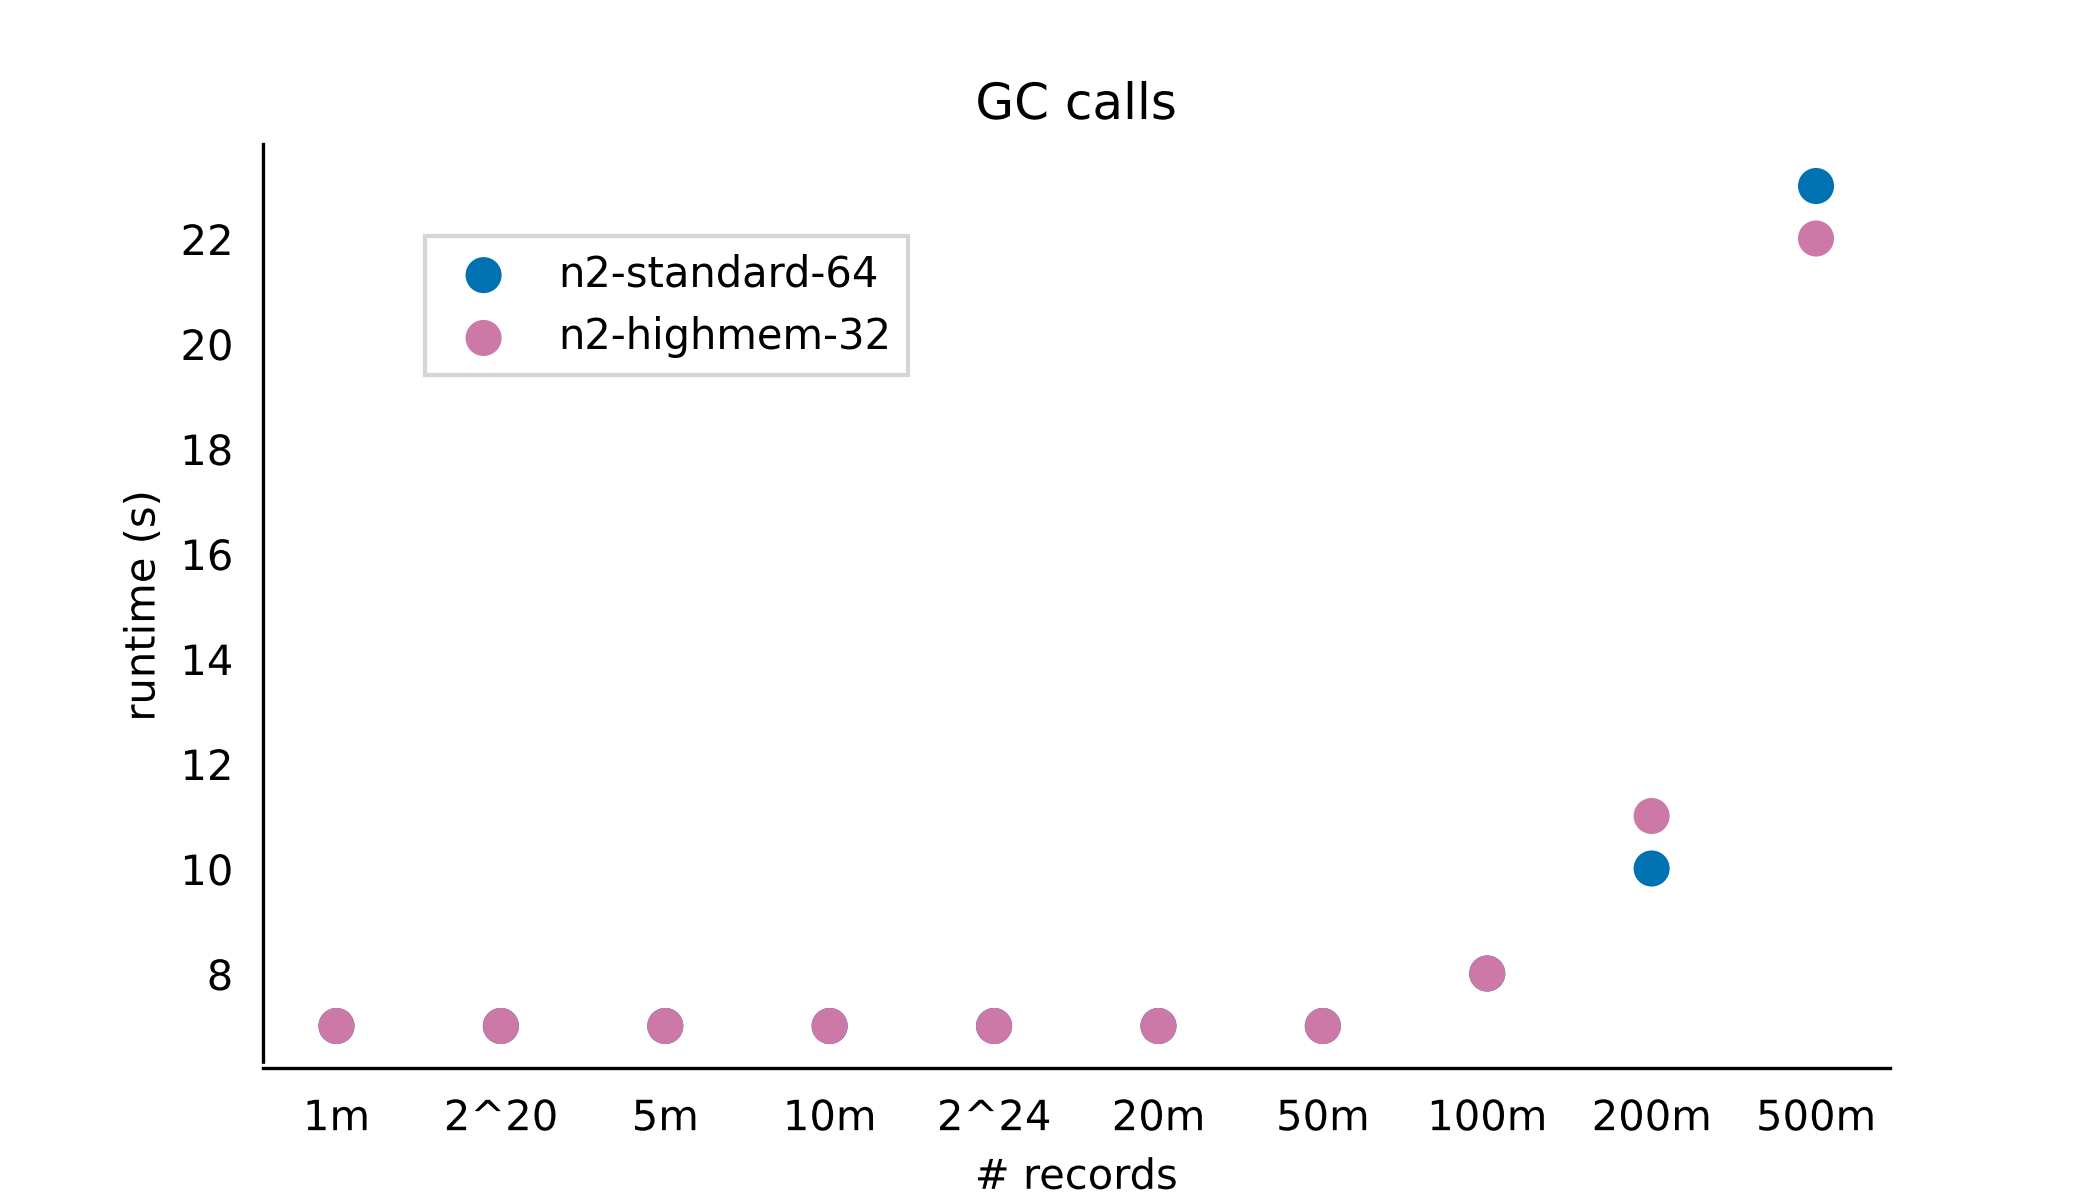 GC calls
n2-standard-64
n2-highmem-32
runtime (s)
22
20
18
16
14
12
10
8
1m 2^20 5m 10m 2^24 20m 50m 100m 200m 500m
# records